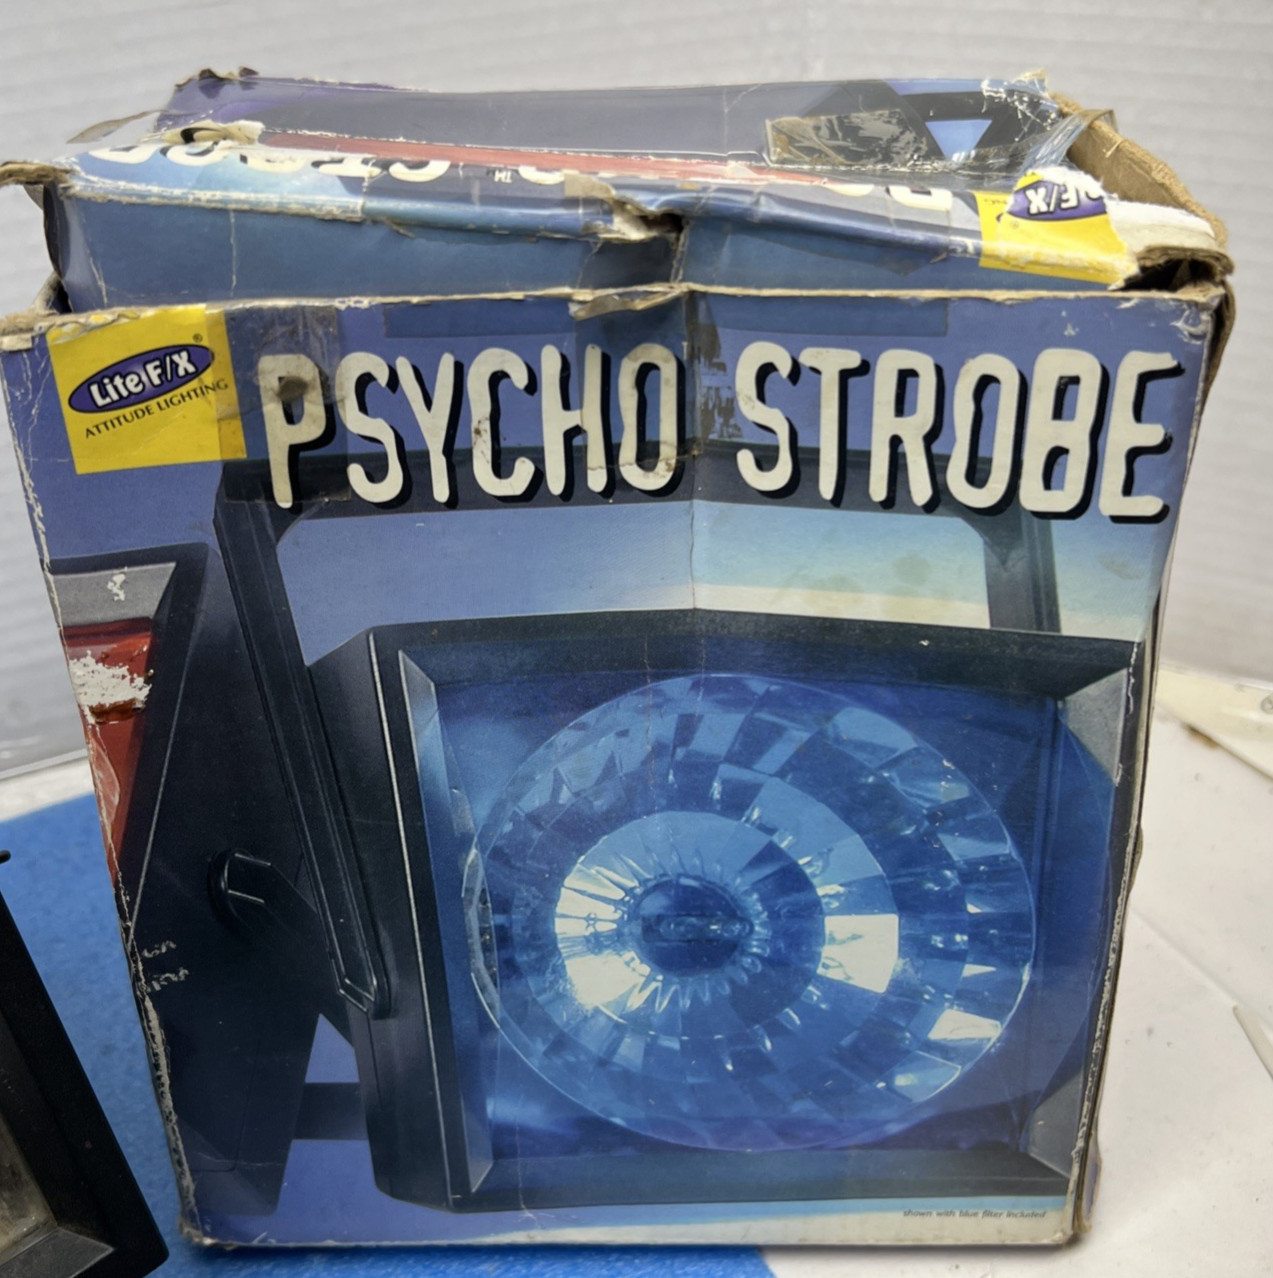 Lite F/X®
ATTITUDE LIGHTING
PSYCHO STROBE
shown with blue filter included